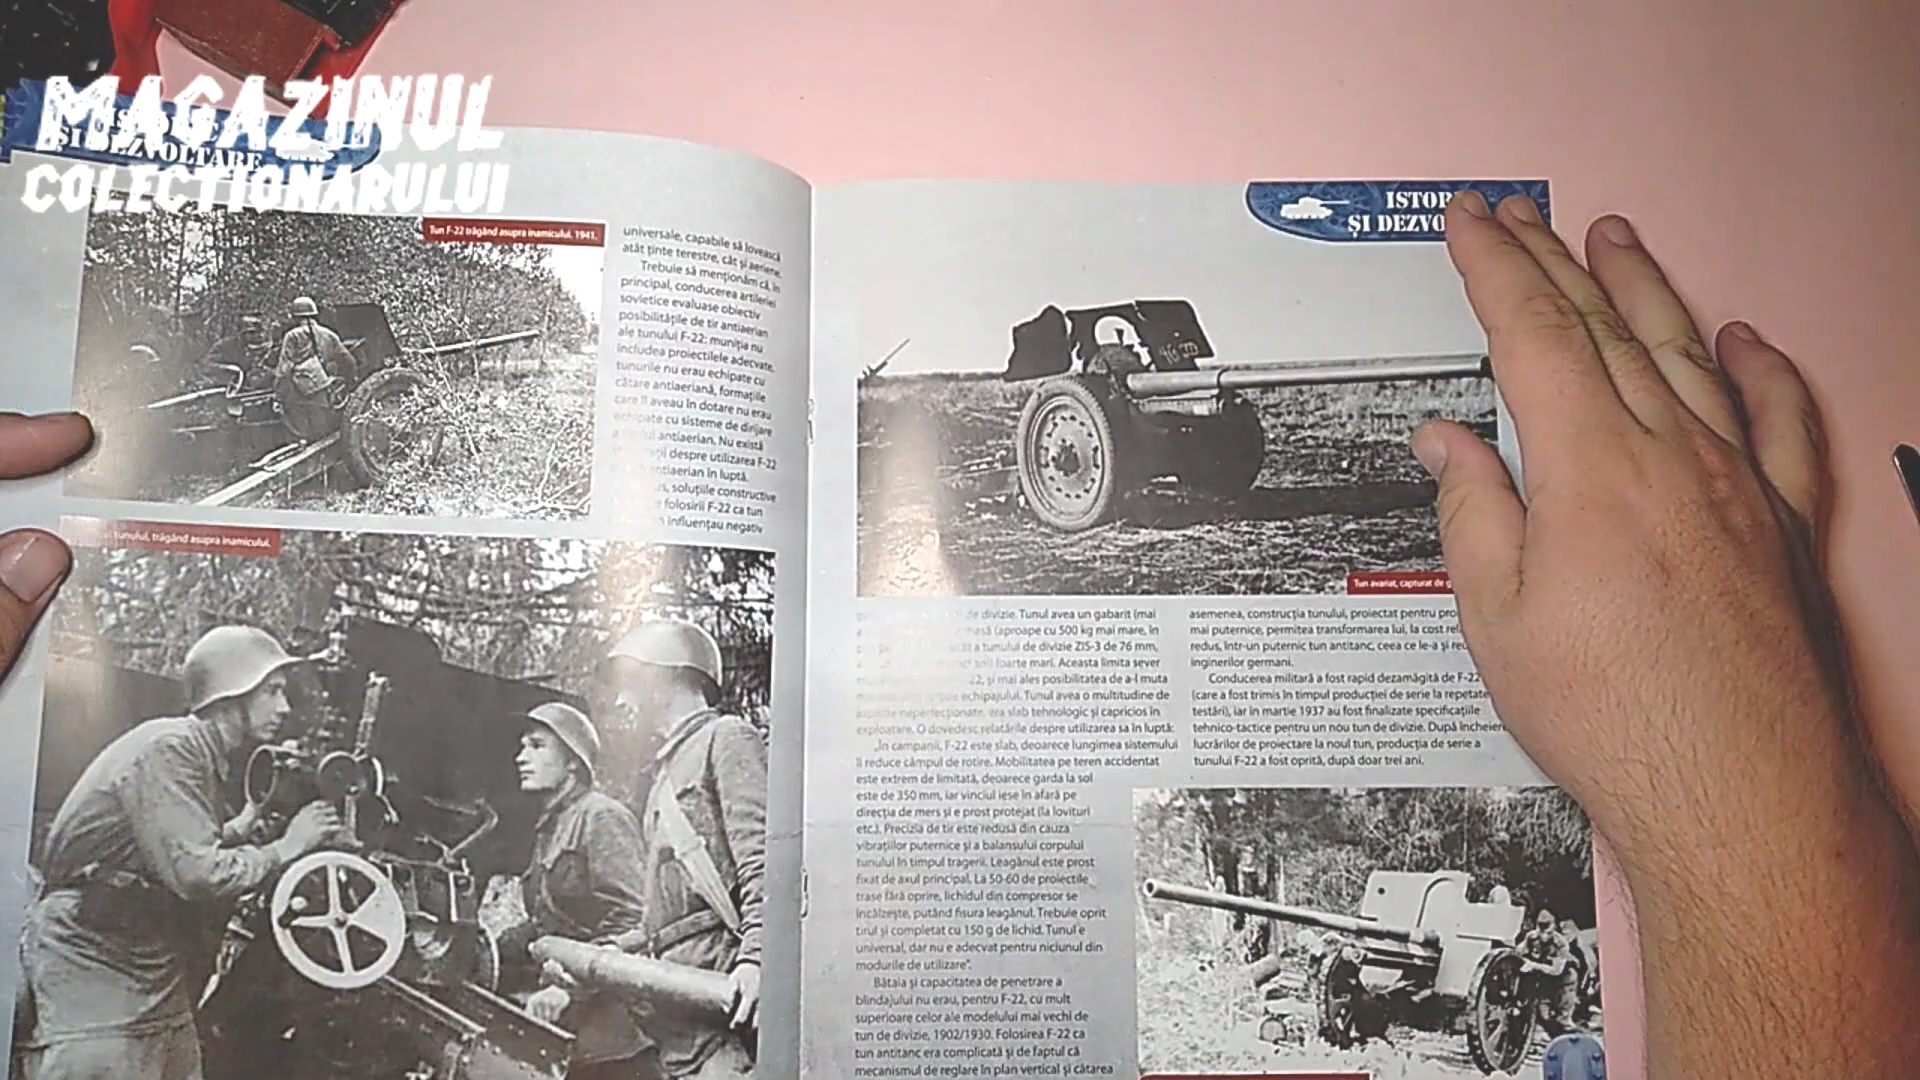 MAGAZINUL
COLECTIONARULUI
ȘI DEZVOLTARE
Tun F-22 trăgând asupra inamicului. 1941.
universale, capabile să lovească
atât ținte terestre, cât și aeriene.
Trebuie să menționăm că, în
principal, conducerea artileriei
sovietice evaluase obiectiv
posibilitățile de tir antiaerian
ale tunului F-22: muniția nu
includea proiectilele adecvate,
tunurile nu erau echipate cu
cătare antiaeriană, formațiile
care îl aveau în dotare nu erau
echipate cu sisteme de dirijare
antiaerian. Nu există
despre utilizarea F-22
antiaerian în luptă.
soluțiile constructive
folosirii F-22 ca tun
influențau negativ
tunului, trăgând asupra inamicului.
ISTOR
ȘI DEZVO
Tun avariat, capturat de g
de divizie. Tunul avea un gabarit (mai
(aproape cu 500 kg mai mare, în
a tunului de divizie ZIS-3 de 76 mm,
foarte mari. Aceasta limita sever
și mai ales posibilitatea de a-l muta
echipajului. Tunul avea o multitudine de
neperfecționate, era slab tehnologic și capricios în
exploatare. O dovedesc relatările despre utilizarea sa în luptă:
„În campanii, F-22 este slab, deoarece lungimea sistemului
îi reduce câmpul de rotire. Mobilitatea pe teren accidentat
este extrem de limitată, deoarece garda la sol
este de 350 mm, iar vinciul iese în afară pe
direcția de mers și e prost protejat (la lovituri
etc.). Precizia de tir este redusă din cauza
vibrațiilor puternice și a balansului corpului
tunului în timpul tragerii. Leagănul este prost
fixat de axul principal. La 50-60 de proiectile
trase fără oprire, lichidul din compresor se
încălzește, putând fisura leagănul. Trebuie oprit
tirul și completat cu 150 g de lichid. Tunul e
universal, dar nu e adecvat pentru niciunul din
modurile de utilizare”.
Bătaia și capacitatea de penetrare a
blindajului nu erau, pentru F-22, cu mult
superioare celor ale modelului mai vechi de
tun de divizie, 1902/1930. Folosirea F-22 ca
tun antitanc era complicată și de faptul că
mecanismul de reglare în plan vertical și cătarea
asemenea, construcția tunului, proiectat pentru pro
mai puternice, permitea transformarea lui, la cost rel
redus, într-un puternic tun antitanc, ceea ce le-a și
inginerilor germani.
Conducerea militară a fost rapid dezamăgită de F-22
(care a fost trimis în timpul producției de serie la repetate
testări), iar în martie 1937 au fost finalizate specificațiile
tehnico-tactice pentru un nou tun de divizie. După încheier
lucrărilor de proiectare la noul tun, producția de serie a
tunului F-22 a fost oprită, după doar trei ani.